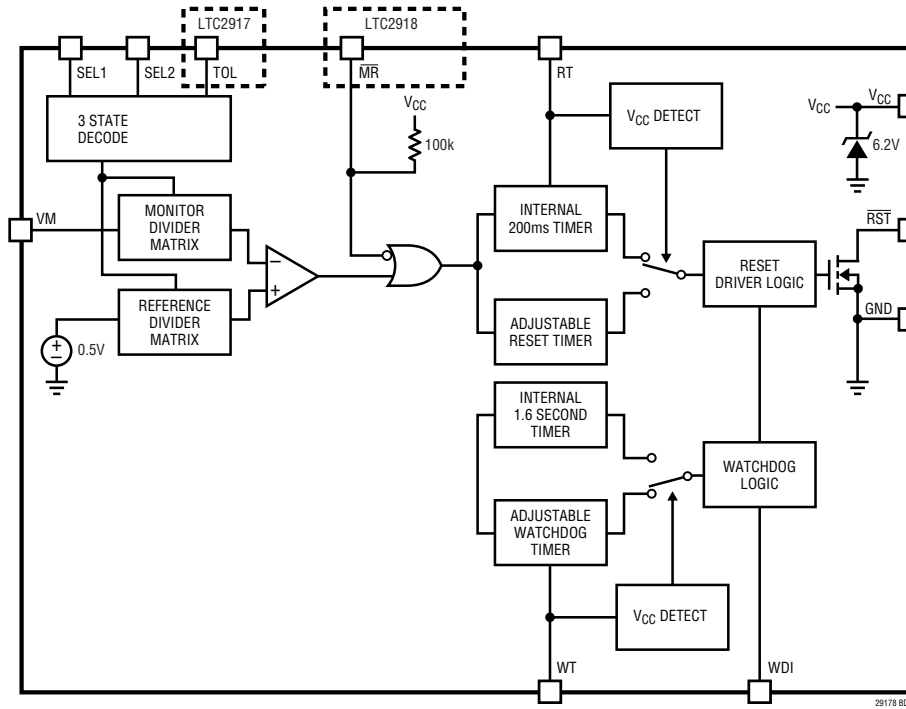 LTC2917
LTC2918
SEL1
SEL2
TOL
M̅R̅
RT
3 STATE
DECODE
VCC
100k
VCC DETECT
VCC
VCC
6.2V
VM
MONITOR
DIVIDER
MATRIX
INTERNAL
200ms TIMER
R̅S̅T̅
–
+
RESET
DRIVER LOGIC
REFERENCE
DIVIDER
MATRIX
ADJUSTABLE
RESET TIMER
GND
+
–
0.5V
INTERNAL
1.6 SECOND
TIMER
WATCHDOG
LOGIC
ADJUSTABLE
WATCHDOG
TIMER
VCC DETECT
WT
WDI
29178 BD